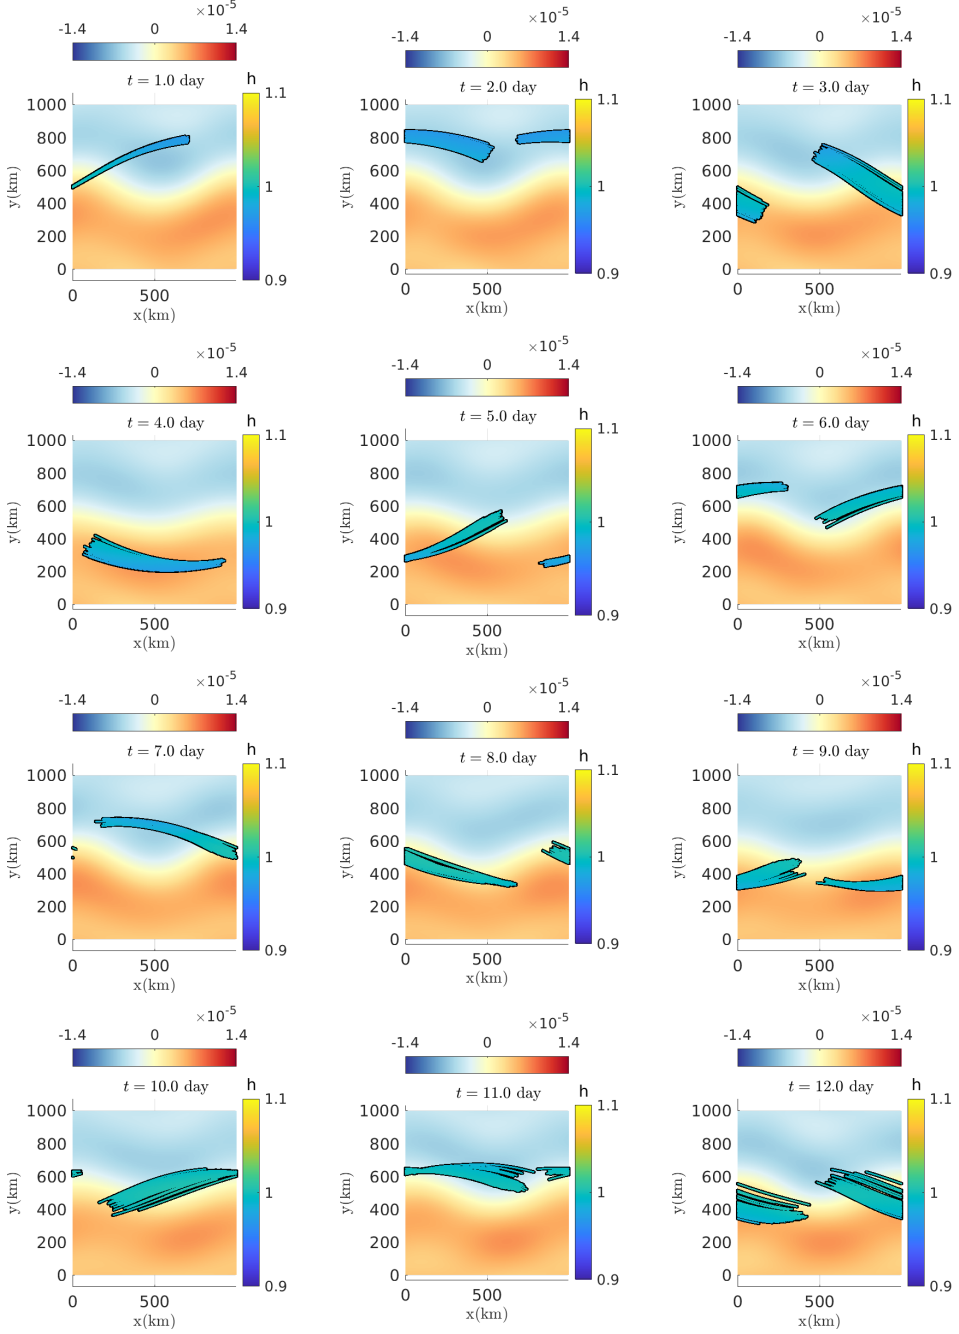 ×10-5 ×10-5 ×10-5
-1.4 0 1.4 -1.4 0 1.4 -1.4 0 1.4
t = 1.0 day h t = 2.0 day h t = 3.0 day h
1000 1.1 1000 1.1 1000 1.1
800 800 800
600 600 600
y(km) 1 y(km) 1 y(km) 1
400 400 400
200 200 200
0 0.9 0 0.9 0 0.9
0 500 0 500 0 500
x(km) x(km) x(km)
×10-5 ×10-5 ×10-5
-1.4 0 1.4 -1.4 0 1.4 -1.4 0 1.4
t = 4.0 day h t = 5.0 day h t = 6.0 day h
1000 1.1 1000 1.1 1000 1.1
800 800 800
600 600 600
y(km) 1 y(km) 1 y(km) 1
400 400 400
200 200 200
0 0.9 0 0.9 0 0.9
0 500 0 500 0 500
x(km) x(km) x(km)
×10-5 ×10-5 ×10-5
-1.4 0 1.4 -1.4 0 1.4 -1.4 0 1.4
t = 7.0 day h t = 8.0 day h t = 9.0 day h
1000 1.1 1000 1.1 1000 1.1
800 800 800
600 600 600
y(km) 1 y(km) 1 y(km) 1
400 400 400
200 200 200
0 0.9 0 0.9 0 0.9
0 500 0 500 0 500
x(km) x(km) x(km)
×10-5 ×10-5 ×10-5
-1.4 0 1.4 -1.4 0 1.4 -1.4 0 1.4
t = 10.0 day h t = 11.0 day h t = 12.0 day h
1000 1.1 1000 1.1 1000 1.1
800 800 800
600 600 600
y(km) 1 y(km) 1 y(km) 1
400 400 400
200 200 200
0 0.9 0 0.9 0 0.9
0 500 0 500 0 500
x(km) x(km) x(km)